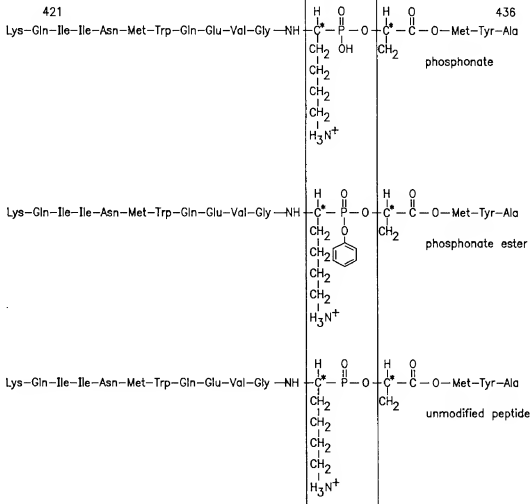 421 436
H O H O
Lys-Gln-Ile-Ile-Asn-Met-Trp-Gln-Glu-Val-Gly-NH-C*-P-O-C*-C-O-Met-Tyr-Ala
CH2 OH CH2
CH2 phosphonate
CH2
CH2
H3N+
H O H O
Lys-Gln-Ile-Ile-Asn-Met-Trp-Gln-Glu-Val-Gly-NH-C*-P-O-C*-C-O-Met-Tyr-Ala
CH2 O CH2
phosphonate ester
CH2
CH2
CH2
H3N+
H O H O
Lys-Gln-Ile-Ile-Asn-Met-Trp-Gln-Glu-Val-Gly-NH-C*-P-O-C*-C-O-Met-Tyr-Ala
CH2 CH2
unmodified peptide
CH2
CH2
CH2
H3N+